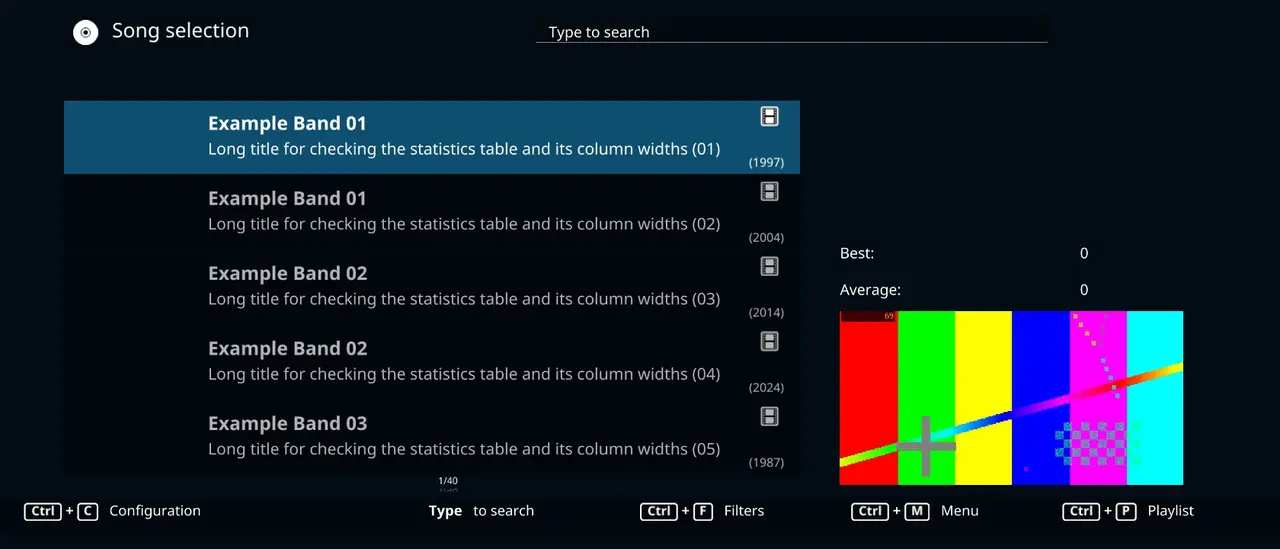 Song selection
Type to search
Example Band 01
Long title for checking the statistics table and its column widths (01)
(1997)
Example Band 01
Long title for checking the statistics table and its column widths (02)
(2004)
Example Band 02
Long title for checking the statistics table and its column widths (03)
(2014)
Example Band 02
Long title for checking the statistics table and its column widths (04)
(2024)
Example Band 03
Long title for checking the statistics table and its column widths (05)
(1987)
1/40
Best: 0
Average: 0
69
Ctrl + C Configuration
Type to search
Ctrl + F Filters
Ctrl + M Menu
Ctrl + P Playlist